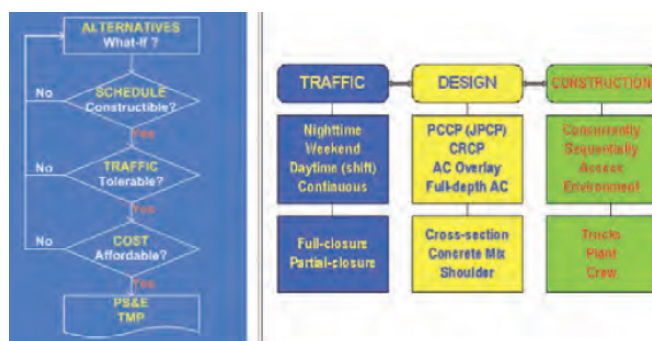 ALTERNATIVES
What-If ?
No
SCHEDULE
Constructible?
Yes
No
TRAFFIC
Tolerable?
Yes
No
COST
Affordable?
Yes
PS&E
TMP
TRAFFIC
DESIGN
CONSTRUCTION
Nighttime
Weekend
Daytime (shift)
Continuous
PCCP (JPCP)
CRCP
AC Overlay
Full-depth AC
Concurrently
Sequentially
Access
Environment
Full-closure
Partial-closure
Cross-section
Concrete Mix
Shoulder
Trucks
Plant
Crew